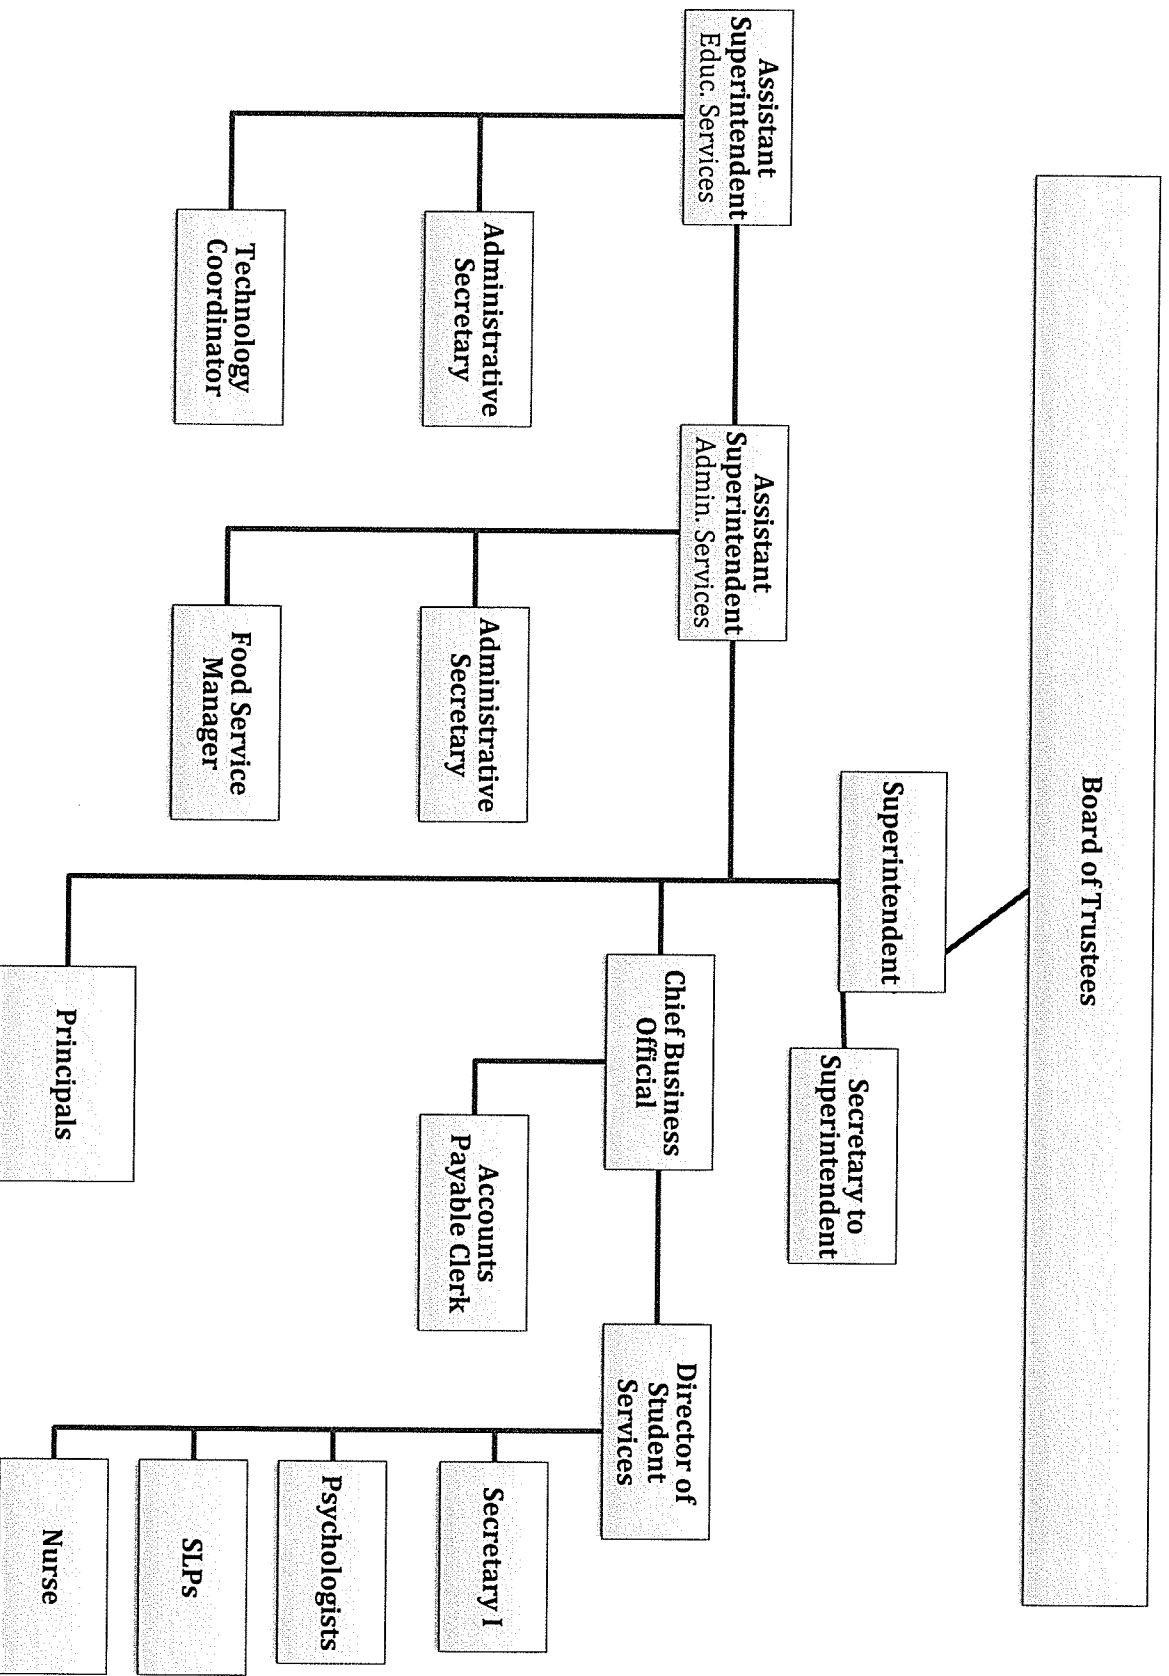 Board of Trustees
Superintendent
Secretary to
Superintendent
Assistant
Superintendent
Educ. Services
Assistant
Superintendent
Admin. Services
Chief Business
Official
Director of
Student
Services
Administrative
Secretary
Administrative
Secretary
Accounts
Payable Clerk
Secretary I
Technology
Coordinator
Food Service
Manager
Psychologists
SLPs
Principals
Nurse